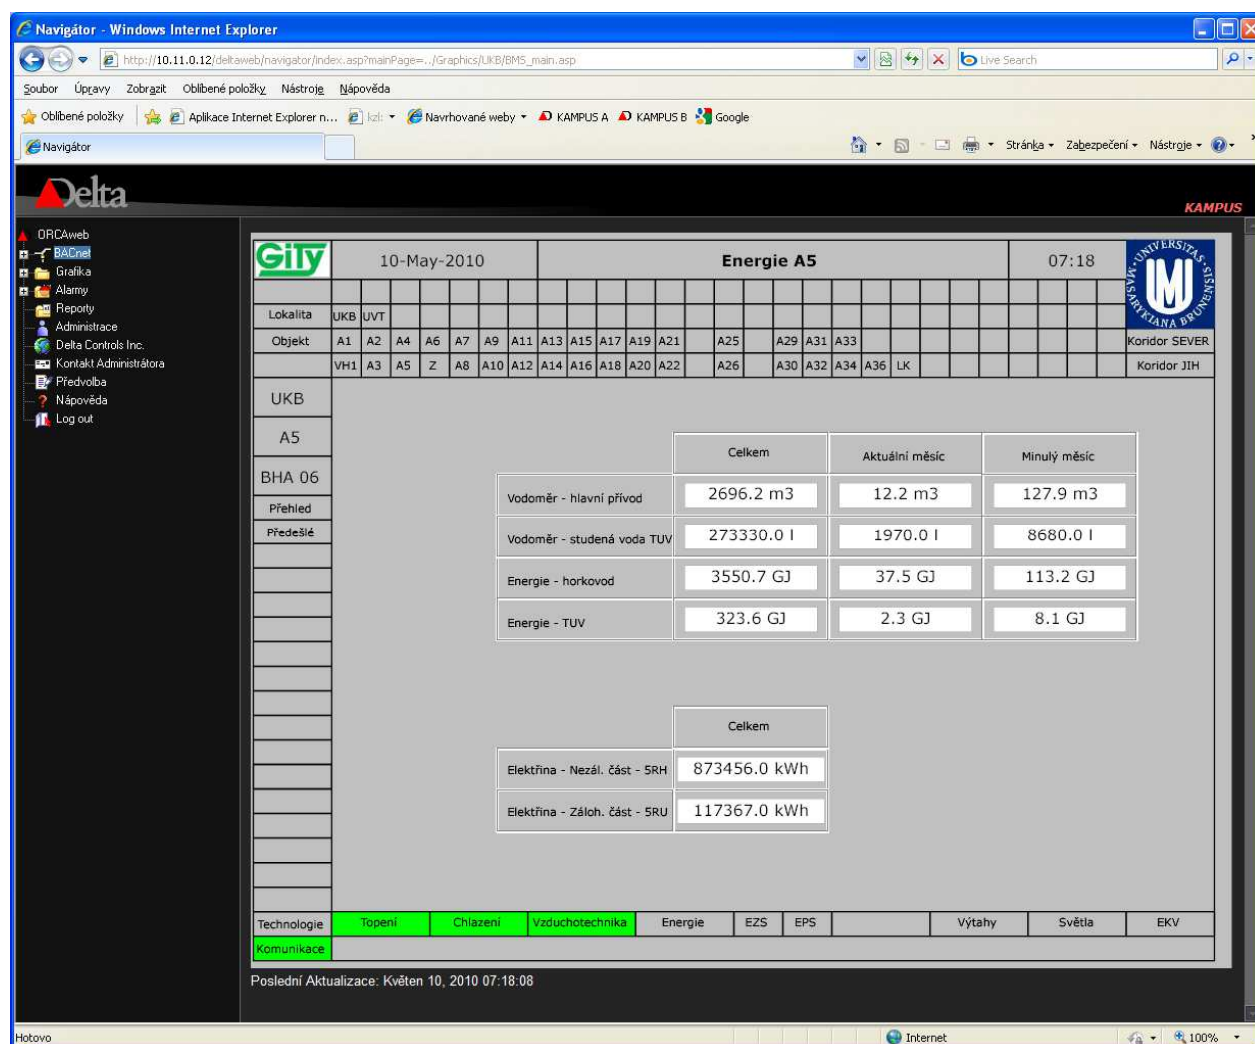 Navigátor - Windows Internet Explorer
http://10.11.0.12/deltaweb/navigator/index.asp?mainPage=../Graphics/UKB/BMS_main.asp
Live Search
Soubor Úpravy Zobrazit Oblíbené položky Nástroje Nápověda
Oblíbené položky Aplikace Internet Explorer n... kzl: Navrhované weby KAMPUS A KAMPUS B Google
Navigátor Stránka Zabezpečení Nástroje
Delta
KAMPUS
ORCAweb
BACnet
Grafika
Alarmy
Reporty
Administrace
Delta Controls Inc.
Kontakt Administrátora
Předvolba
Nápověda
Log out
GiTy 10-May-2010 Energie A5 07:18
UNIVERSITAS MASARYKIANA BRUNENSIS
Lokalita UKB UVT
Objekt A1 A2 A4 A6 A7 A9 A11 A13 A15 A17 A19 A21 A25 A29 A31 A33 Koridor SEVER
VH1 A3 A5 Z A8 A10 A12 A14 A16 A18 A20 A22 A26 A30 A32 A34 A36 LK Koridor JIH
UKB
A5
BHA 06
Přehled
Předešlé
Celkem Aktuální měsíc Minulý měsíc
Vodoměr - hlavní přívod 2696.2 m3 12.2 m3 127.9 m3
Vodoměr - studená voda TUV 273330.0 l 1970.0 l 8680.0 l
Energie - horkovod 3550.7 GJ 37.5 GJ 113.2 GJ
Energie - TUV 323.6 GJ 2.3 GJ 8.1 GJ
Celkem
Elektřina - Nezál. část - 5RH 873456.0 kWh
Elektřina - Záloh. část - 5RU 117367.0 kWh
Technologie Topení Chlazení Vzduchotechnika Energie EZS EPS Výtahy Světla EKV
Komunikace
Poslední Aktualizace: Květen 10, 2010 07:18:08
Hotovo Internet 100%